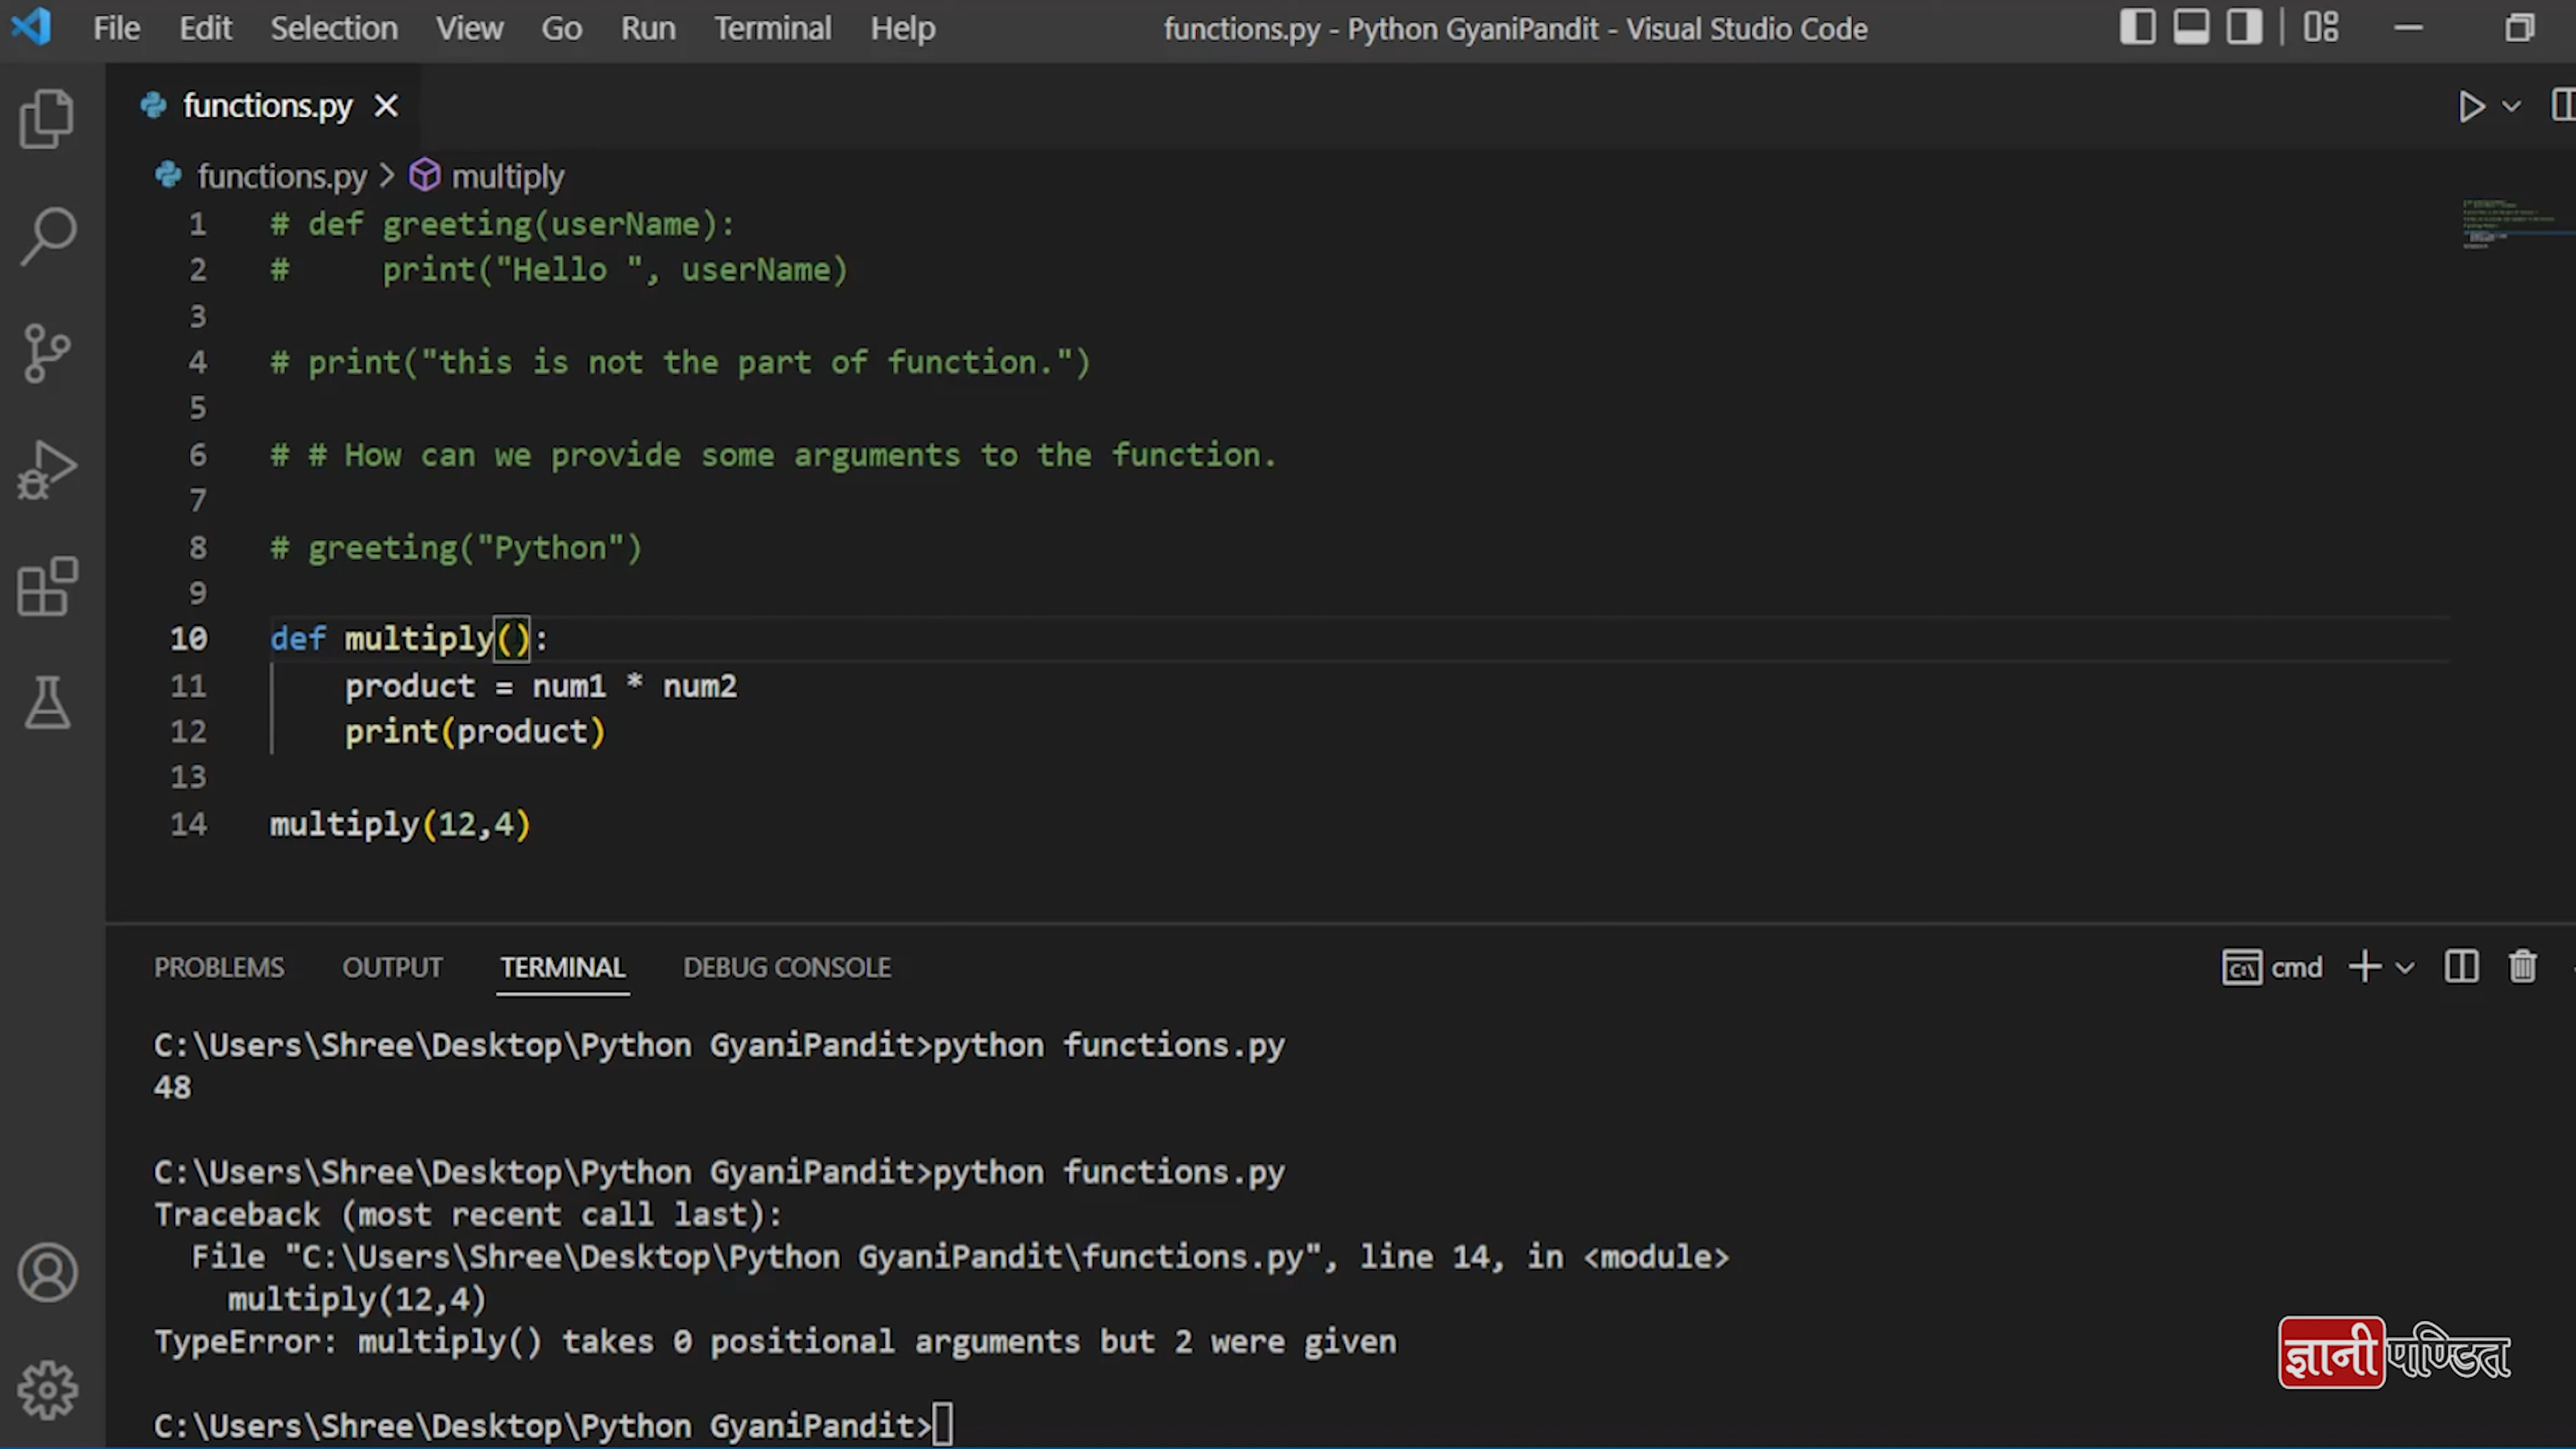 File Edit Selection View Go Run Terminal Help functions.py - Python GyaniPandit - Visual Studio Code
functions.py
functions.py > multiply
1 # def greeting(userName):
2 #     print("Hello ", userName)
3
4 # print("this is not the part of function.")
5
6 # # How can we provide some arguments to the function.
7
8 # greeting("Python")
9
10 def multiply():
11     product = num1 * num2
12     print(product)
13
14 multiply(12,4)
PROBLEMS OUTPUT TERMINAL DEBUG CONSOLE cmd
C:\Users\Shree\Desktop\Python GyaniPandit>python functions.py
48
C:\Users\Shree\Desktop\Python GyaniPandit>python functions.py
Traceback (most recent call last):
  File "C:\Users\Shree\Desktop\Python GyaniPandit\functions.py", line 14, in <module>
    multiply(12,4)
TypeError: multiply() takes 0 positional arguments but 2 were given
ज्ञानी पण्डित
C:\Users\Shree\Desktop\Python GyaniPandit>